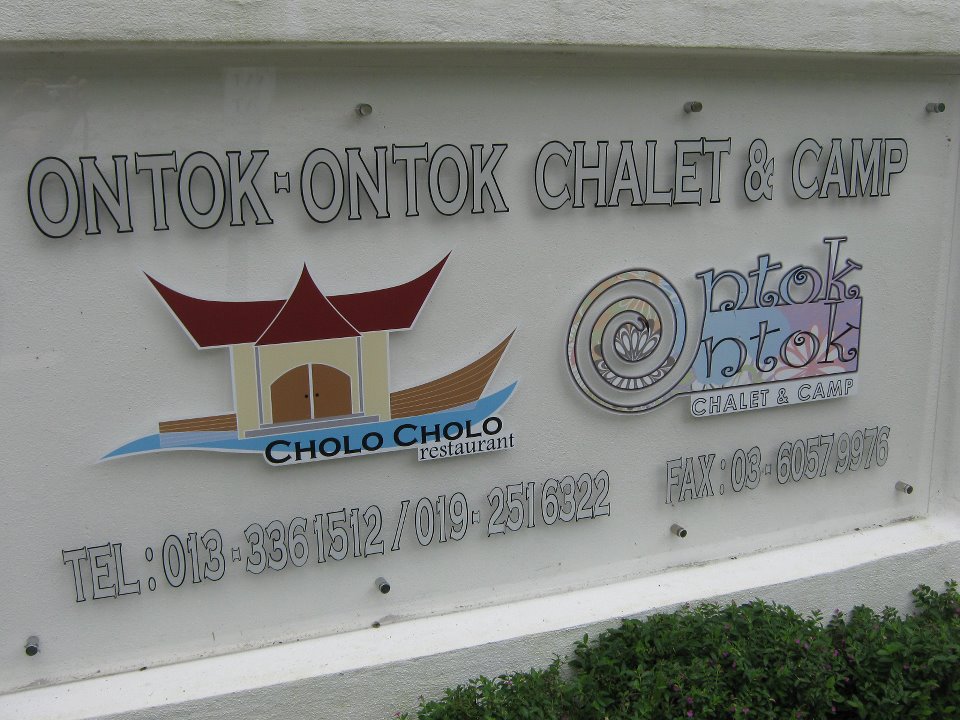 ONTOK-ONTOK CHALET & CAMP
CHOLO CHOLO
restaurant
Ontok
Ontok
CHALET & CAMP
TEL : 013 - 336 1512 / 019 - 251 6322
FAX : 03 - 6057 9976